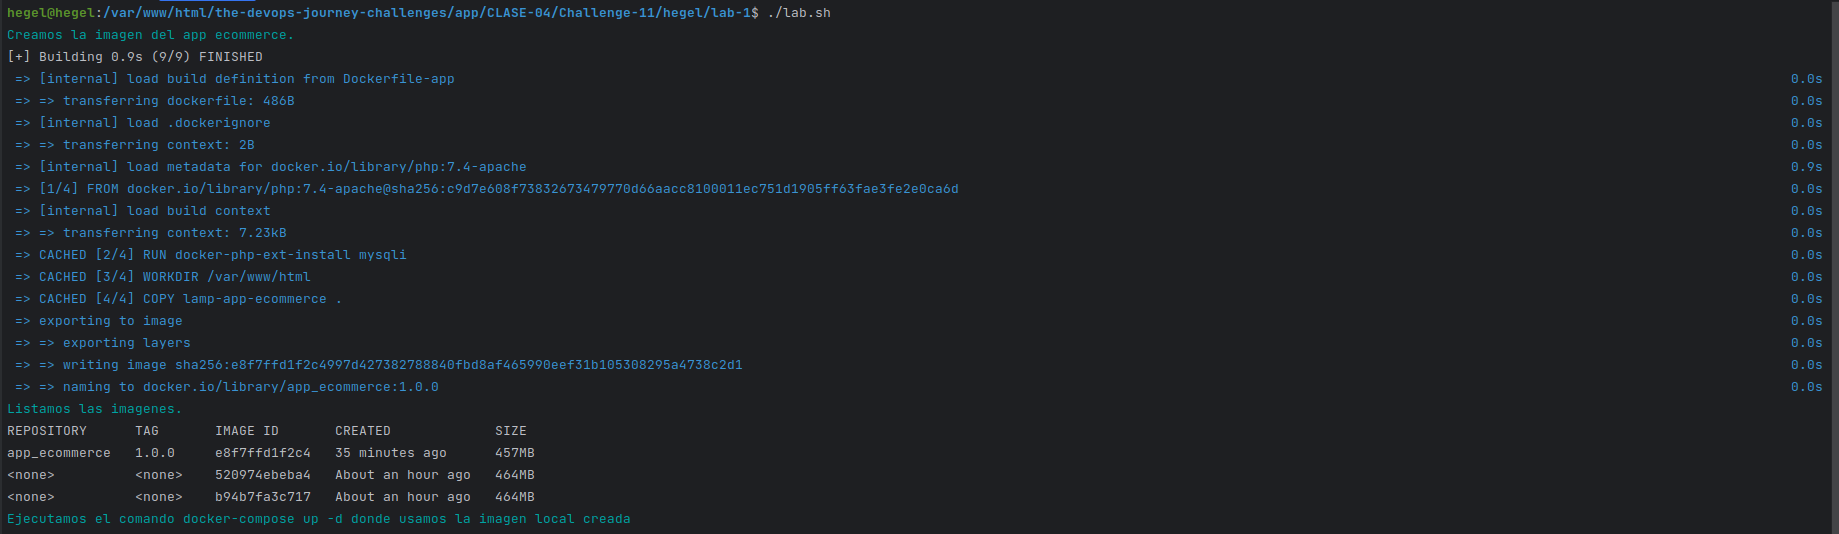 hegel@hegel:/var/www/html/the-devops-journey-challenges/app/CLASE-04/Challenge-11/hegel/lab-1$ ./lab.sh
Creamos la imagen del app ecommerce.
[+] Building 0.9s (9/9) FINISHED
=> [internal] load build definition from Dockerfile-app 0.0s
=> => transferring dockerfile: 486B 0.0s
=> [internal] load .dockerignore 0.0s
=> => transferring context: 2B 0.0s
=> [internal] load metadata for docker.io/library/php:7.4-apache 0.9s
=> [1/4] FROM docker.io/library/php:7.4-apache@sha256:c9d7e608f73832673479770d66aacc8100011ec751d1905ff63fae3fe2e0ca6d 0.0s
=> [internal] load build context 0.0s
=> => transferring context: 7.23kB 0.0s
=> CACHED [2/4] RUN docker-php-ext-install mysqli 0.0s
=> CACHED [3/4] WORKDIR /var/www/html 0.0s
=> CACHED [4/4] COPY lamp-app-ecommerce . 0.0s
=> exporting to image 0.0s
=> => exporting layers 0.0s
=> => writing image sha256:e8f7ffd1f2c4997d427382788840fbd8af465990eef31b105308295a4738c2d1 0.0s
=> => naming to docker.io/library/app_ecommerce:1.0.0 0.0s
Listamos las imagenes.
REPOSITORY TAG IMAGE ID CREATED SIZE
app_ecommerce 1.0.0 e8f7ffd1f2c4 35 minutes ago 457MB
<none> <none> 520974ebeba4 About an hour ago 464MB
<none> <none> b94b7fa3c717 About an hour ago 464MB
Ejecutamos el comando docker-compose up -d donde usamos la imagen local creada